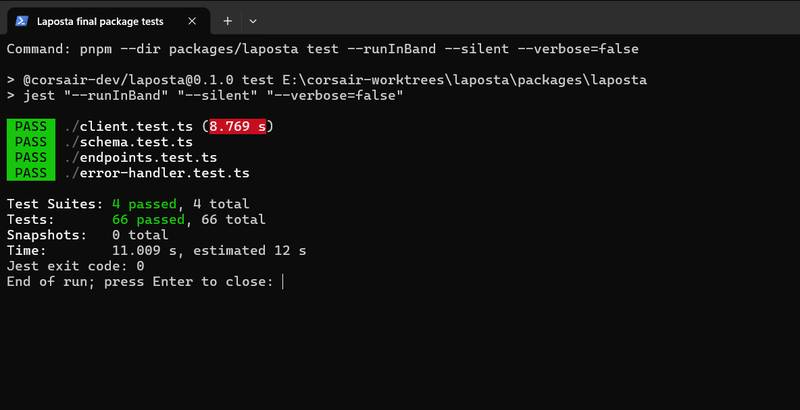 Laposta final package tests
Command: pnpm --dir packages/laposta test --runInBand --silent --verbose=false
> @corsair-dev/laposta@0.1.0 test E:\corsair-worktrees\laposta\packages\laposta
> jest "--runInBand" "--silent" "--verbose=false"
PASS ./client.test.ts (8.769 s)
PASS ./schema.test.ts
PASS ./endpoints.test.ts
PASS ./error-handler.test.ts
Test Suites: 4 passed, 4 total
Tests: 66 passed, 66 total
Snapshots: 0 total
Time: 11.009 s, estimated 12 s
Jest exit code: 0
End of run; press Enter to close: